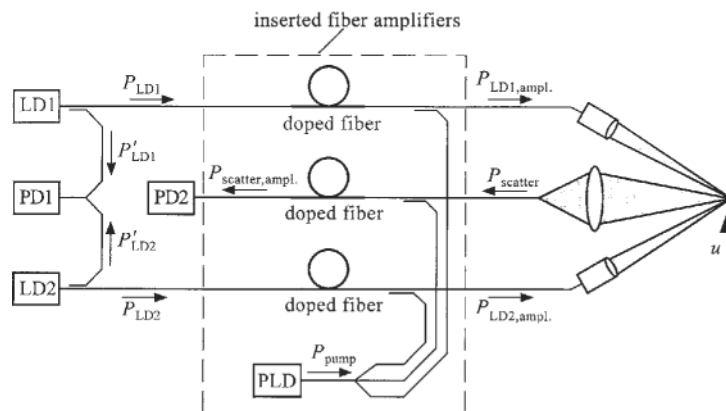 inserted fiber amplifiers
P_LD1
P_LD1,ampl.
LD1
doped fiber
P'_LD1
P_scatter,ampl.
P_scatter
PD1
PD2
doped fiber
P'_LD2
u
LD2
doped fiber
P_LD2
P_LD2,ampl.
P_pump
PLD